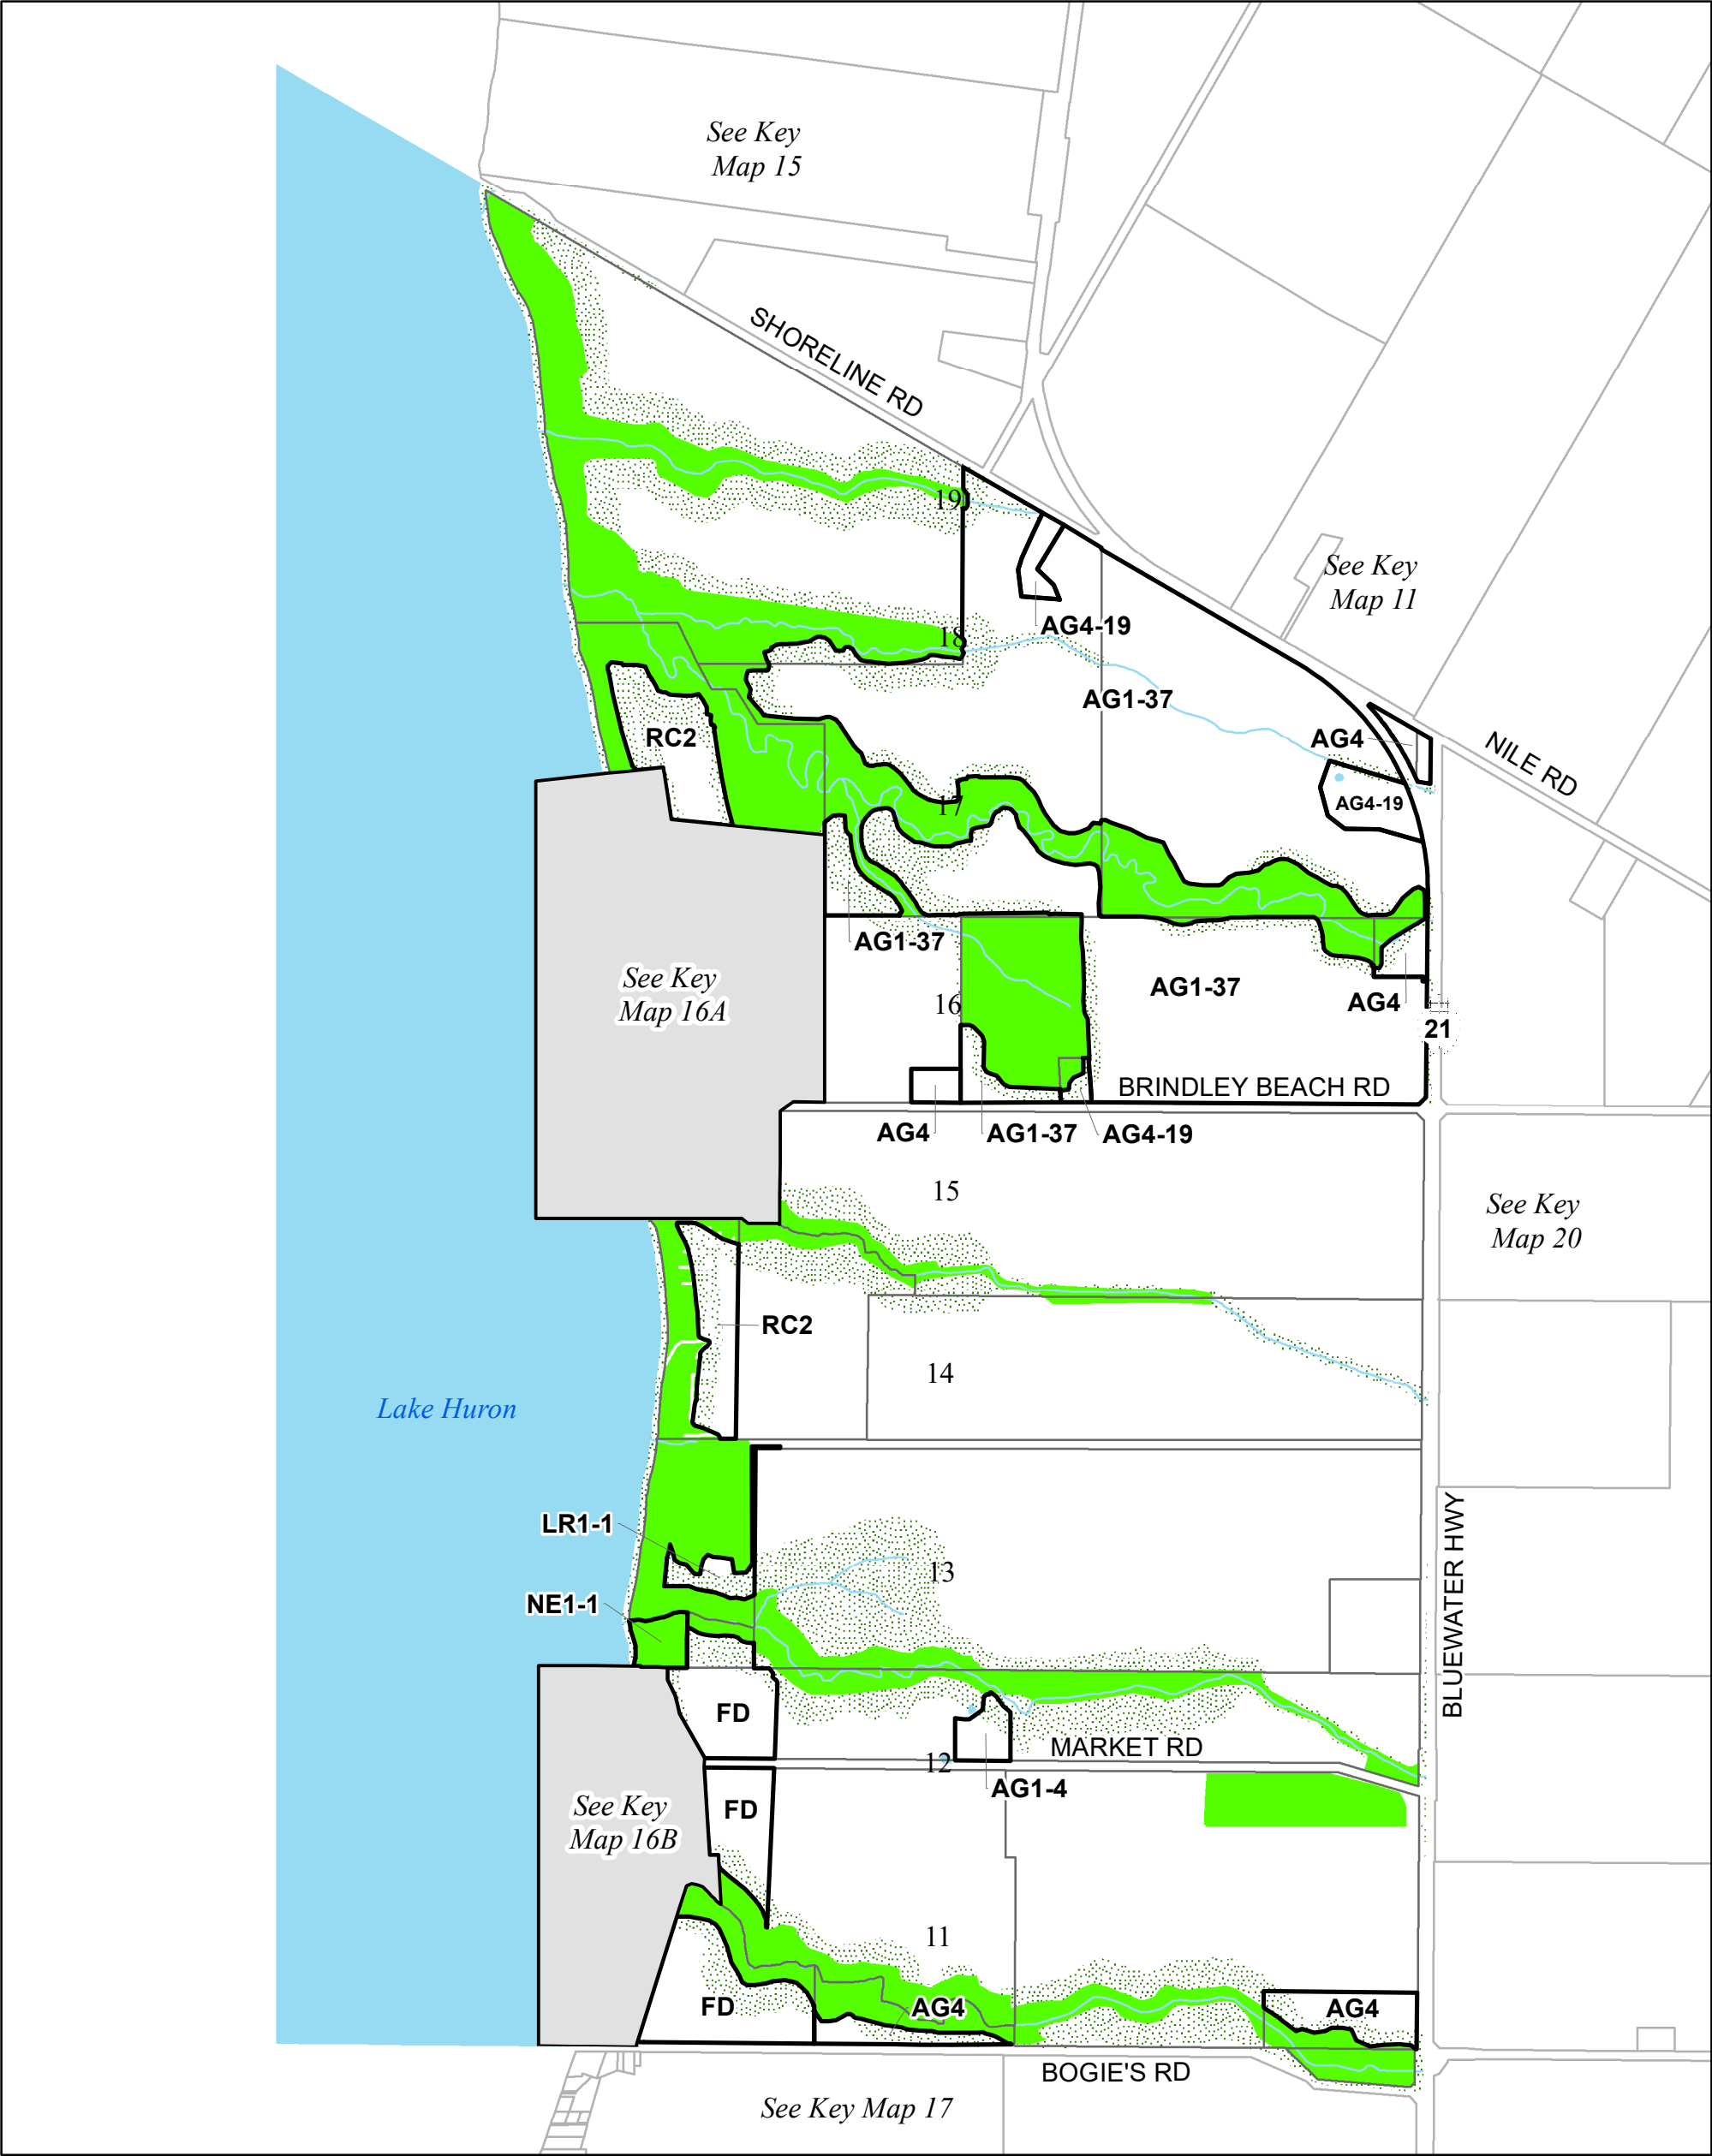 See Key
Map 15
SHORELINE RD
19
See Key
Map 11
AG4-19
18
AG1-37
RC2
AG4
NILE RD
AG4-19
17
AG1-37
See Key
Map 16A
AG1-37
16
AG4
21
BRINDLEY BEACH RD
AG4
AG1-37
AG4-19
15
See Key
Map 20
RC2
14
Lake Huron
LR1-1
13
NE1-1
BLUEWATER HWY
FD
MARKET RD
12
AG1-4
See Key
Map 16B
FD
11
FD
AG4
AG4
BOGIE'S RD
See Key Map 17